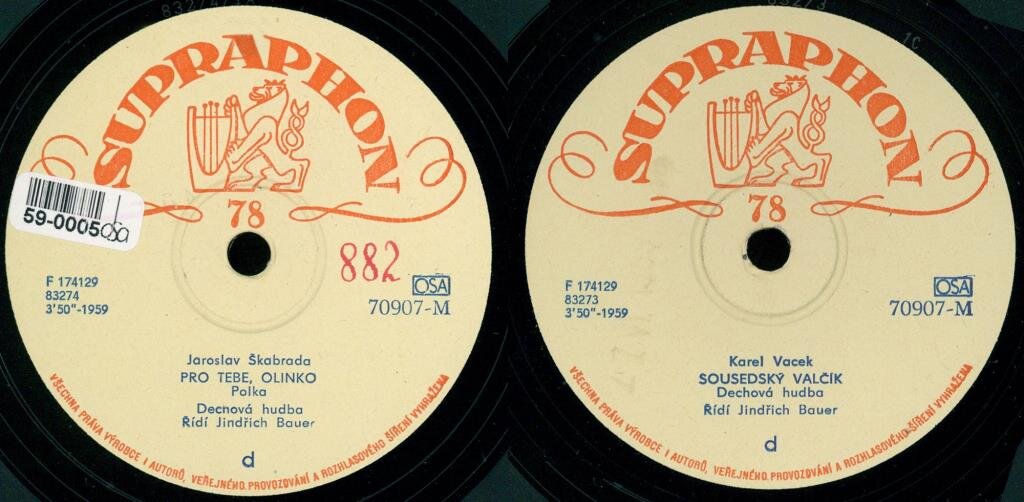 83274
SUPRAPHON
78
59-0005
882
F 174129
83274
3'50"-1959
OSA
70907-M
Jaroslav Škabrada
PRO TEBE, OLINKO
Polka
Dechová hudba
Řídí Jindřich Bauer
d
VŠECHNA PRÁVA VÝROBCE I AUTORŮ, VEŘEJNÉHO PROVOZOVÁNÍ A ROZHLASOVÉHO ŠÍŘENÍ VYHRAŽENA
83273
SUPRAPHON
78
F 174129
83273
3'50"-1959
OSA
70907-M
Karel Vacek
SOUSEDSKÝ VALČÍK
Dechová hudba
Řídí Jindřich Bauer
d
VŠECHNA PRÁVA VÝROBCE I AUTORŮ, VEŘEJNÉHO PROVOZOVÁNÍ A ROZHLASOVÉHO ŠÍŘENÍ VYHRAŽENA